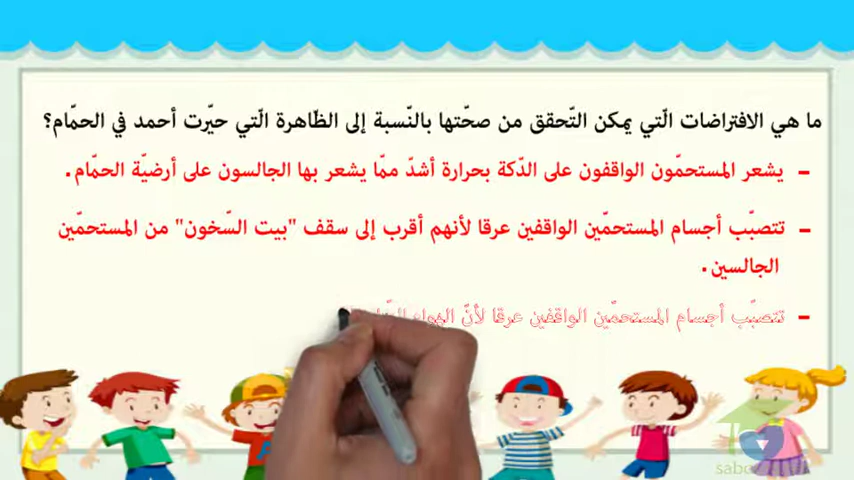 ما هي الافتراضات الّتي يمكن التّحقق من صحّتها بالنّسبة إلى الظّاهرة الّتي حيّرت أحمد في الحمّام؟
- يشعر المستحمّون الواقفون على الدّكة بحرارة أشدّ ممّا يشعر بها الجالسون على أرضيّة الحمّام.
- تتصبّب أجسام المستحمّين الواقفين عرقا لأنهم أقرب إلى سقف "بيت السّخون" من المستحمّين
الجالسين.
- تتصبّب أجسام المستحمّين الواقفين عرقا لأنّ الهواء